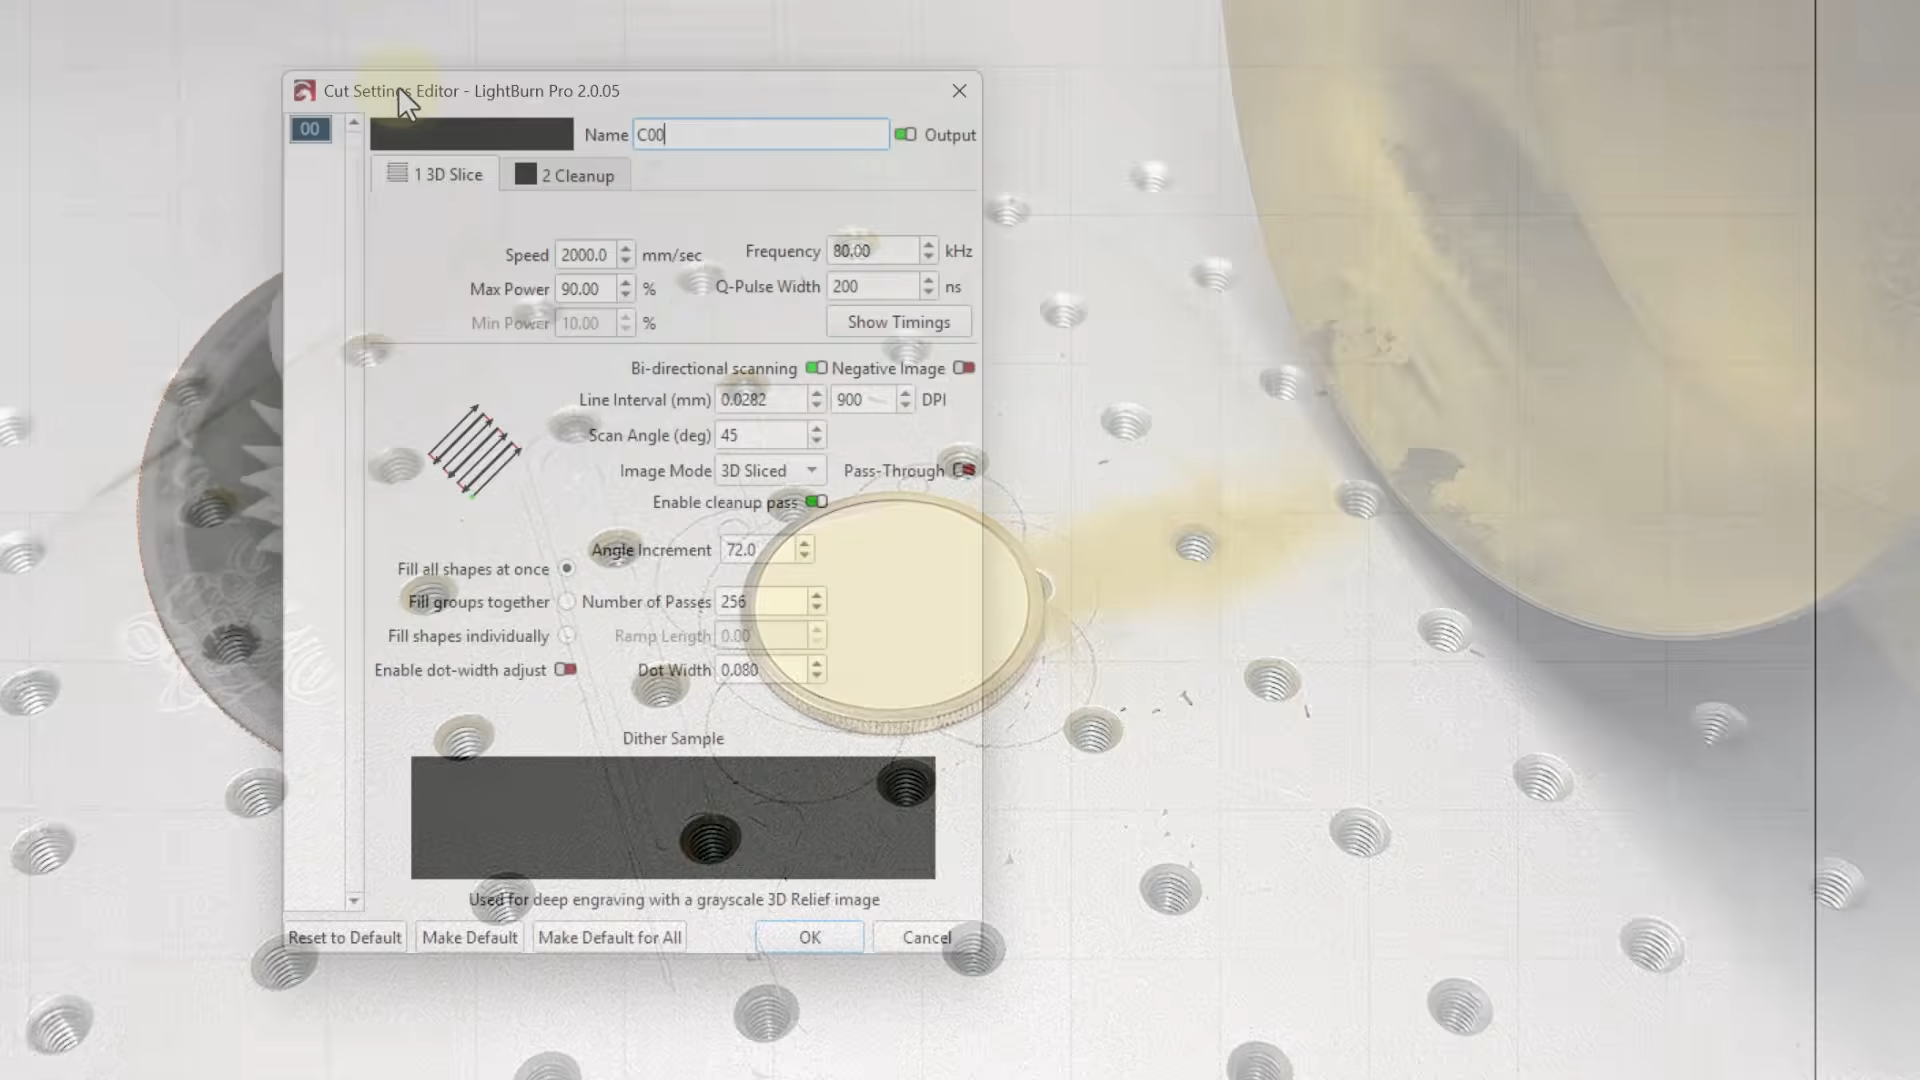 Cut Settings Editor - LightBurn Pro 2.0.05
00
Name C00 Output
1 3D Slice 2 Cleanup
Speed 2000.0 mm/sec Frequency 80.00 kHz
Max Power 90.00 % Q-Pulse Width 200 ns
Min Power 10.00 % Show Timings
Bi-directional scanning Negative Image
Line Interval (mm) 0.0282 900 DPI
Scan Angle (deg) 45
Image Mode 3D Sliced Pass-Through
Enable cleanup pass
Angle Increment 72.0
Fill all shapes at once
Fill groups together Number of Passes 256
Fill shapes individually Ramp Length 0.00
Enable dot-width adjust Dot Width 0.080
Dither Sample
Used for deep engraving with a grayscale 3D Relief image
Reset to Default Make Default Make Default for All OK Cancel